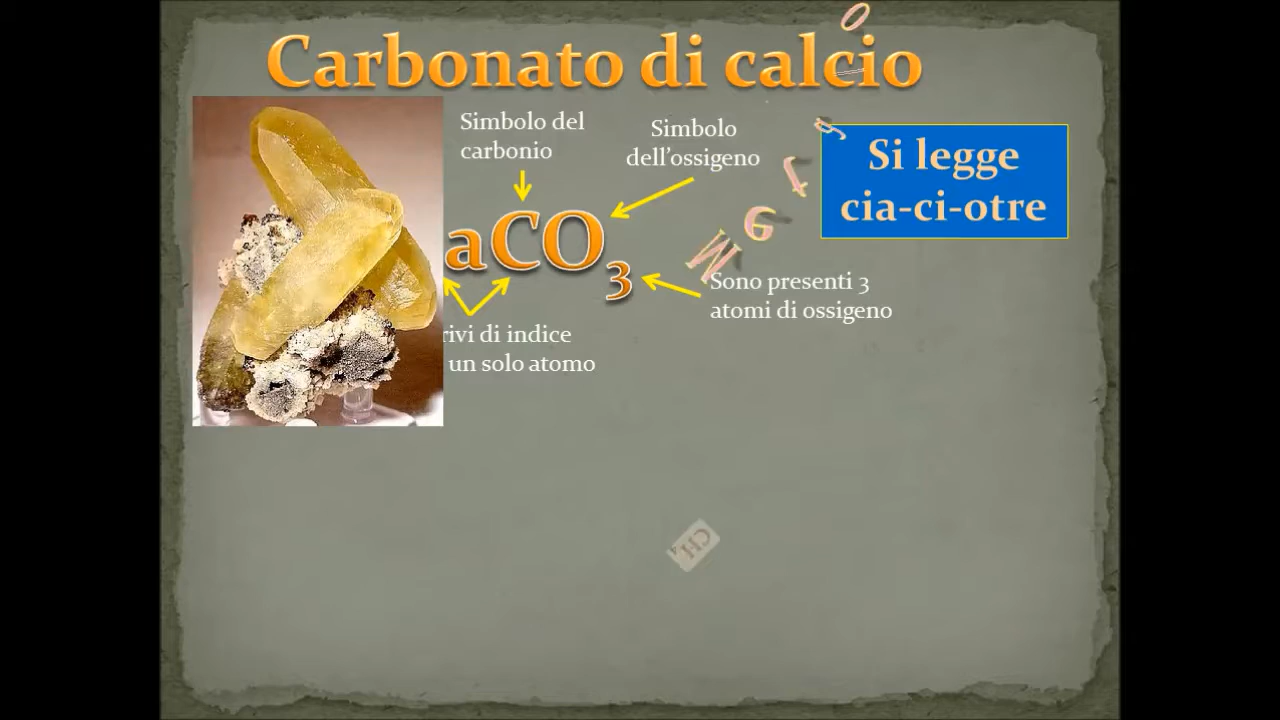 Carbonato di calcio
Simbolo del
carbonio
Simbolo
dell'ossigeno
Si legge
cia-ci-otre
aCO₃
Sono presenti 3
atomi di ossigeno
rivi di indice
un solo atomo
CH₄